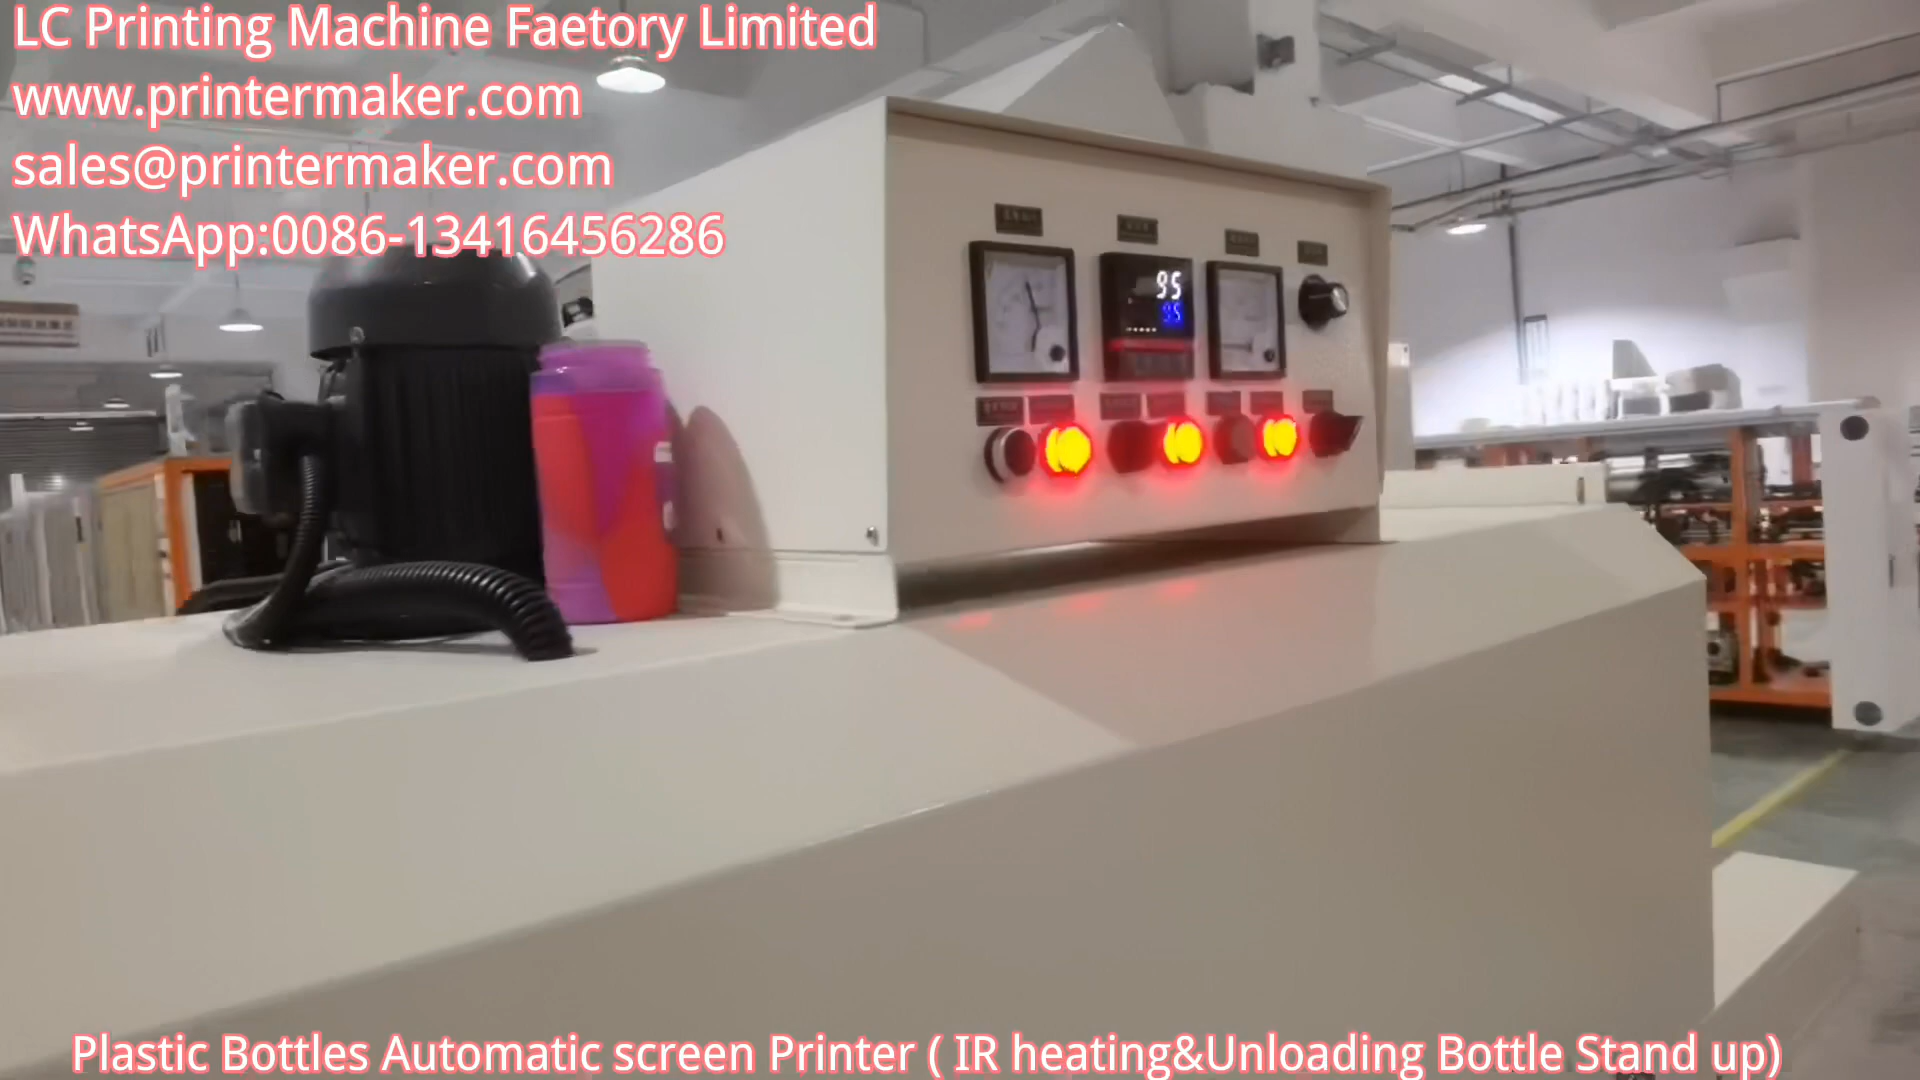 LC Printing Machine Faetory Limited
www.printermaker.com
sales@printermaker.com
WhatsApp:0086-13416456286
95
95
Plastic Bottles Automatic screen Printer ( IR heating&Unloading Bottle Stand up)